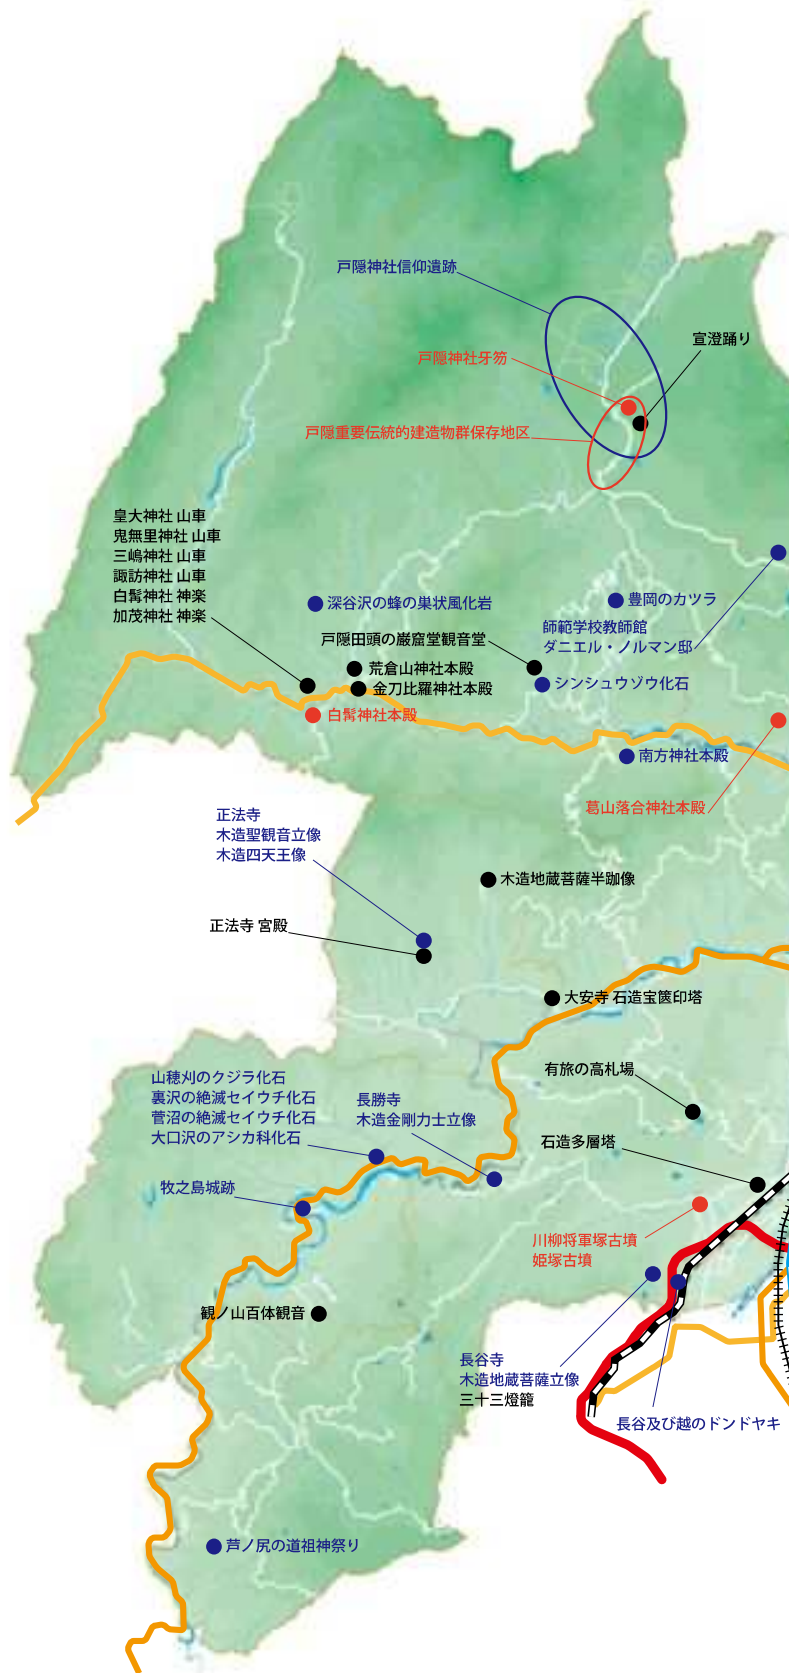 戸隠神社信仰遺跡
宣澄踊り
戸隠神社牙笏
戸隠重要伝統的建造物群保存地区
皇大神社 山車
鬼無里神社 山車
三嶋神社 山車
諏訪神社 山車
白髯神社 神楽
加茂神社 神楽
深谷沢の蜂の巣状風化岩
豊岡のカツラ
師範学校教師館
ダニエル・ノルマン邸
戸隠田頭の巌窟堂観音堂
荒倉山神社本殿
シンシュウゾウ化石
金刀比羅神社本殿
白髯神社本殿
南方神社本殿
葛山落合神社本殿
正法寺
木造聖観音立像
木造四天王像
木造地蔵菩薩半跏像
正法寺 宮殿
大安寺 石造宝篋印塔
有旅の高札場
山穂刈のクジラ化石
裏沢の絶滅セイウチ化石
菅沼の絶滅セイウチ化石
大口沢のアシカ科化石
長勝寺
木造金剛力士立像
石造多層塔
牧之島城跡
川柳将軍塚古墳
姫塚古墳
観ノ山百体観音
長谷寺
木造地蔵菩薩立像
三十三燈籠
長谷及び越のドンドヤキ
芦ノ尻の道祖神祭り